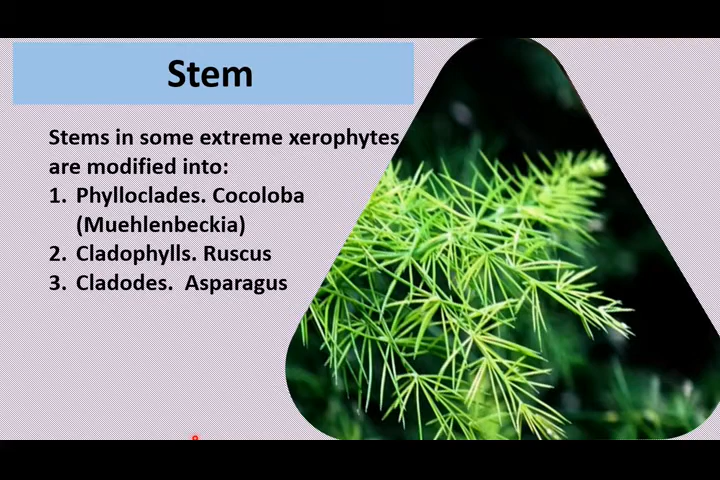 Stem
Stems in some extreme xerophytes
are modified into:
1. Phylloclades. Cocoloba
(Muehlenbeckia)
2. Cladophylls. Ruscus
3. Cladodes. Asparagus